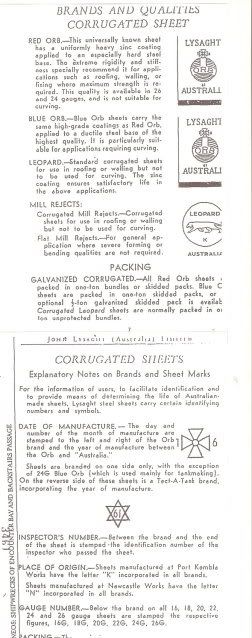 BRANDS AND QUALITIES
CORRUGATED SHEET
RED ORB.—This universally known sheet
has a uniformly heavy zinc coating
applied to an especially hard steel
base. The extreme rigidity and stiff-
ness specially recommend it for appli-
cations such as roofing, walling, or
fixing where maximum strength is re-
quired. This quality is available in 26
and 24 gauges, and is not suitable for
curving.
LYSAGHT
ORB
AUSTRALI
BLUE ORB.—Blue Orb sheets carry the
same high-grade coatings as Red Orb,
applied to a ductile steel base of the
highest quality. It is particularly suit-
able for applications requiring curving.
LYSAGHT
ORB
AUSTRALI
LEOPARD.—Standard corrugated sheets
for use in roofing or walling but not
to be used for curving. The zinc
coating ensures satisfactory life in
the above applications.
MILL REJECTS:
Corrugated Mill Rejects.—Corrugated
sheets for use in roofing or walling
but not to be used for curving.
Flat Mill Rejects.—For general ap-
plication where severe forming or
bending qualities are not required.
LEOPARD
K
AUSTRALIA
PACKING
GALVANIZED CORRUGATED.—All Red Orb sheets
packed in one-ton bundles or skidded packs. Blue
sheets are packed in one-ton skidded packs, or
optional ½-ton galvanized skidded pack is availab
Corrugated Leopard sheets are normally packed in o
ton unprotected bundles.
7
JOHN LYSAGHT (AUSTRALIA) LIMITED
CORRUGATED SHEETS
Explanatory Notes on Brands and Sheet Marks
For the information of users, to facilitate identification and
to provide means of determining the life of Australian-
made sheets, Lysaght steel sheets carry certain identifying
numbers and symbols.
DATE OF MANUFACTURE.—The day and
number of the month of manufacture are
stamped to the left and right of the Orb
brand and the year of manufacture between
the Orb and "Australia."
1 6
Sheets are branded on one side only, with the exception
of 24G Blue Orb (which is used mainly for tankmaking).
On the reverse side of these sheets is a Tect-A-Tank brand,
incorporating the year of manufacture.
61
INSPECTOR'S NUMBER.—Between the brand and the end
of the sheet is stamped the identification number of the
inspector who passed the sheet.
PLACE OF ORIGIN.—Sheets manufactured at Port Kembla
Works have the letter "K" incorporated in all brands.
Sheets manufactured at Newcastle Works have the letter
"N" incorporated in all brands.
GAUGE NUMBER.—Below the brand on all 16, 18, 20, 22,
24 and 26 gauge sheets are stamped the respective
figures, 16G, 18G, 20G, 22G, 24G, 26G.
SHIPWRECKS OF ENCOUNTER BAY AND BACKSTAIRS PASSAGE